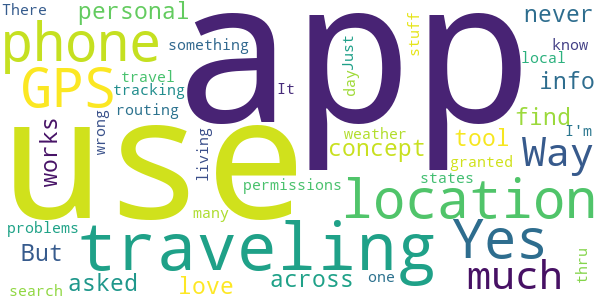 There
personal
app
never
phone
something
stuff
Just
know
local
GPS
travel
tracking
It
day
info
routing
find
I'm
use
works
wrong
living
weather
concept
tool
Way
granted
permissions
states
location
many
problems
traveling
Yes
But
thru
asked
love
across
one
much
search